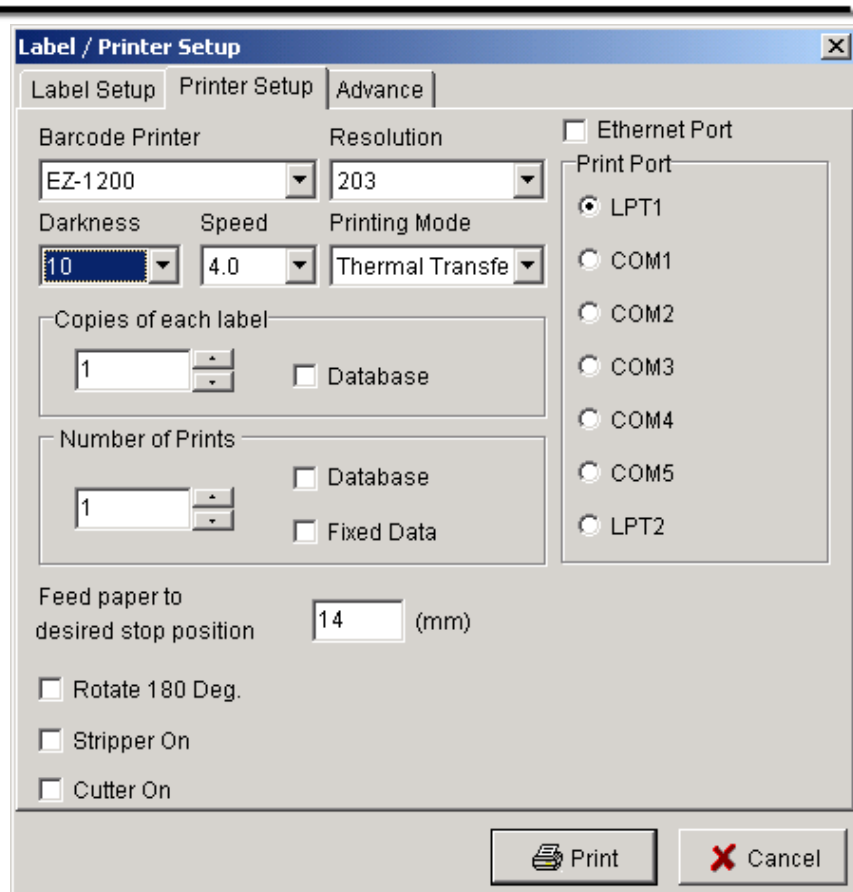 Label / Printer Setup
Label Setup Printer Setup Advance
Barcode Printer Resolution
EZ-1200 203
Darkness Speed Printing Mode
10 4.0 Thermal Transfe
Copies of each label
1 Database
Number of Prints
1
Database
Fixed Data
Feed paper to
desired stop position 14 (mm)
Rotate 180 Deg.
Stripper On
Cutter On
Ethernet Port
Print Port
LPT1
COM1
COM2
COM3
COM4
COM5
LPT2
Print Cancel